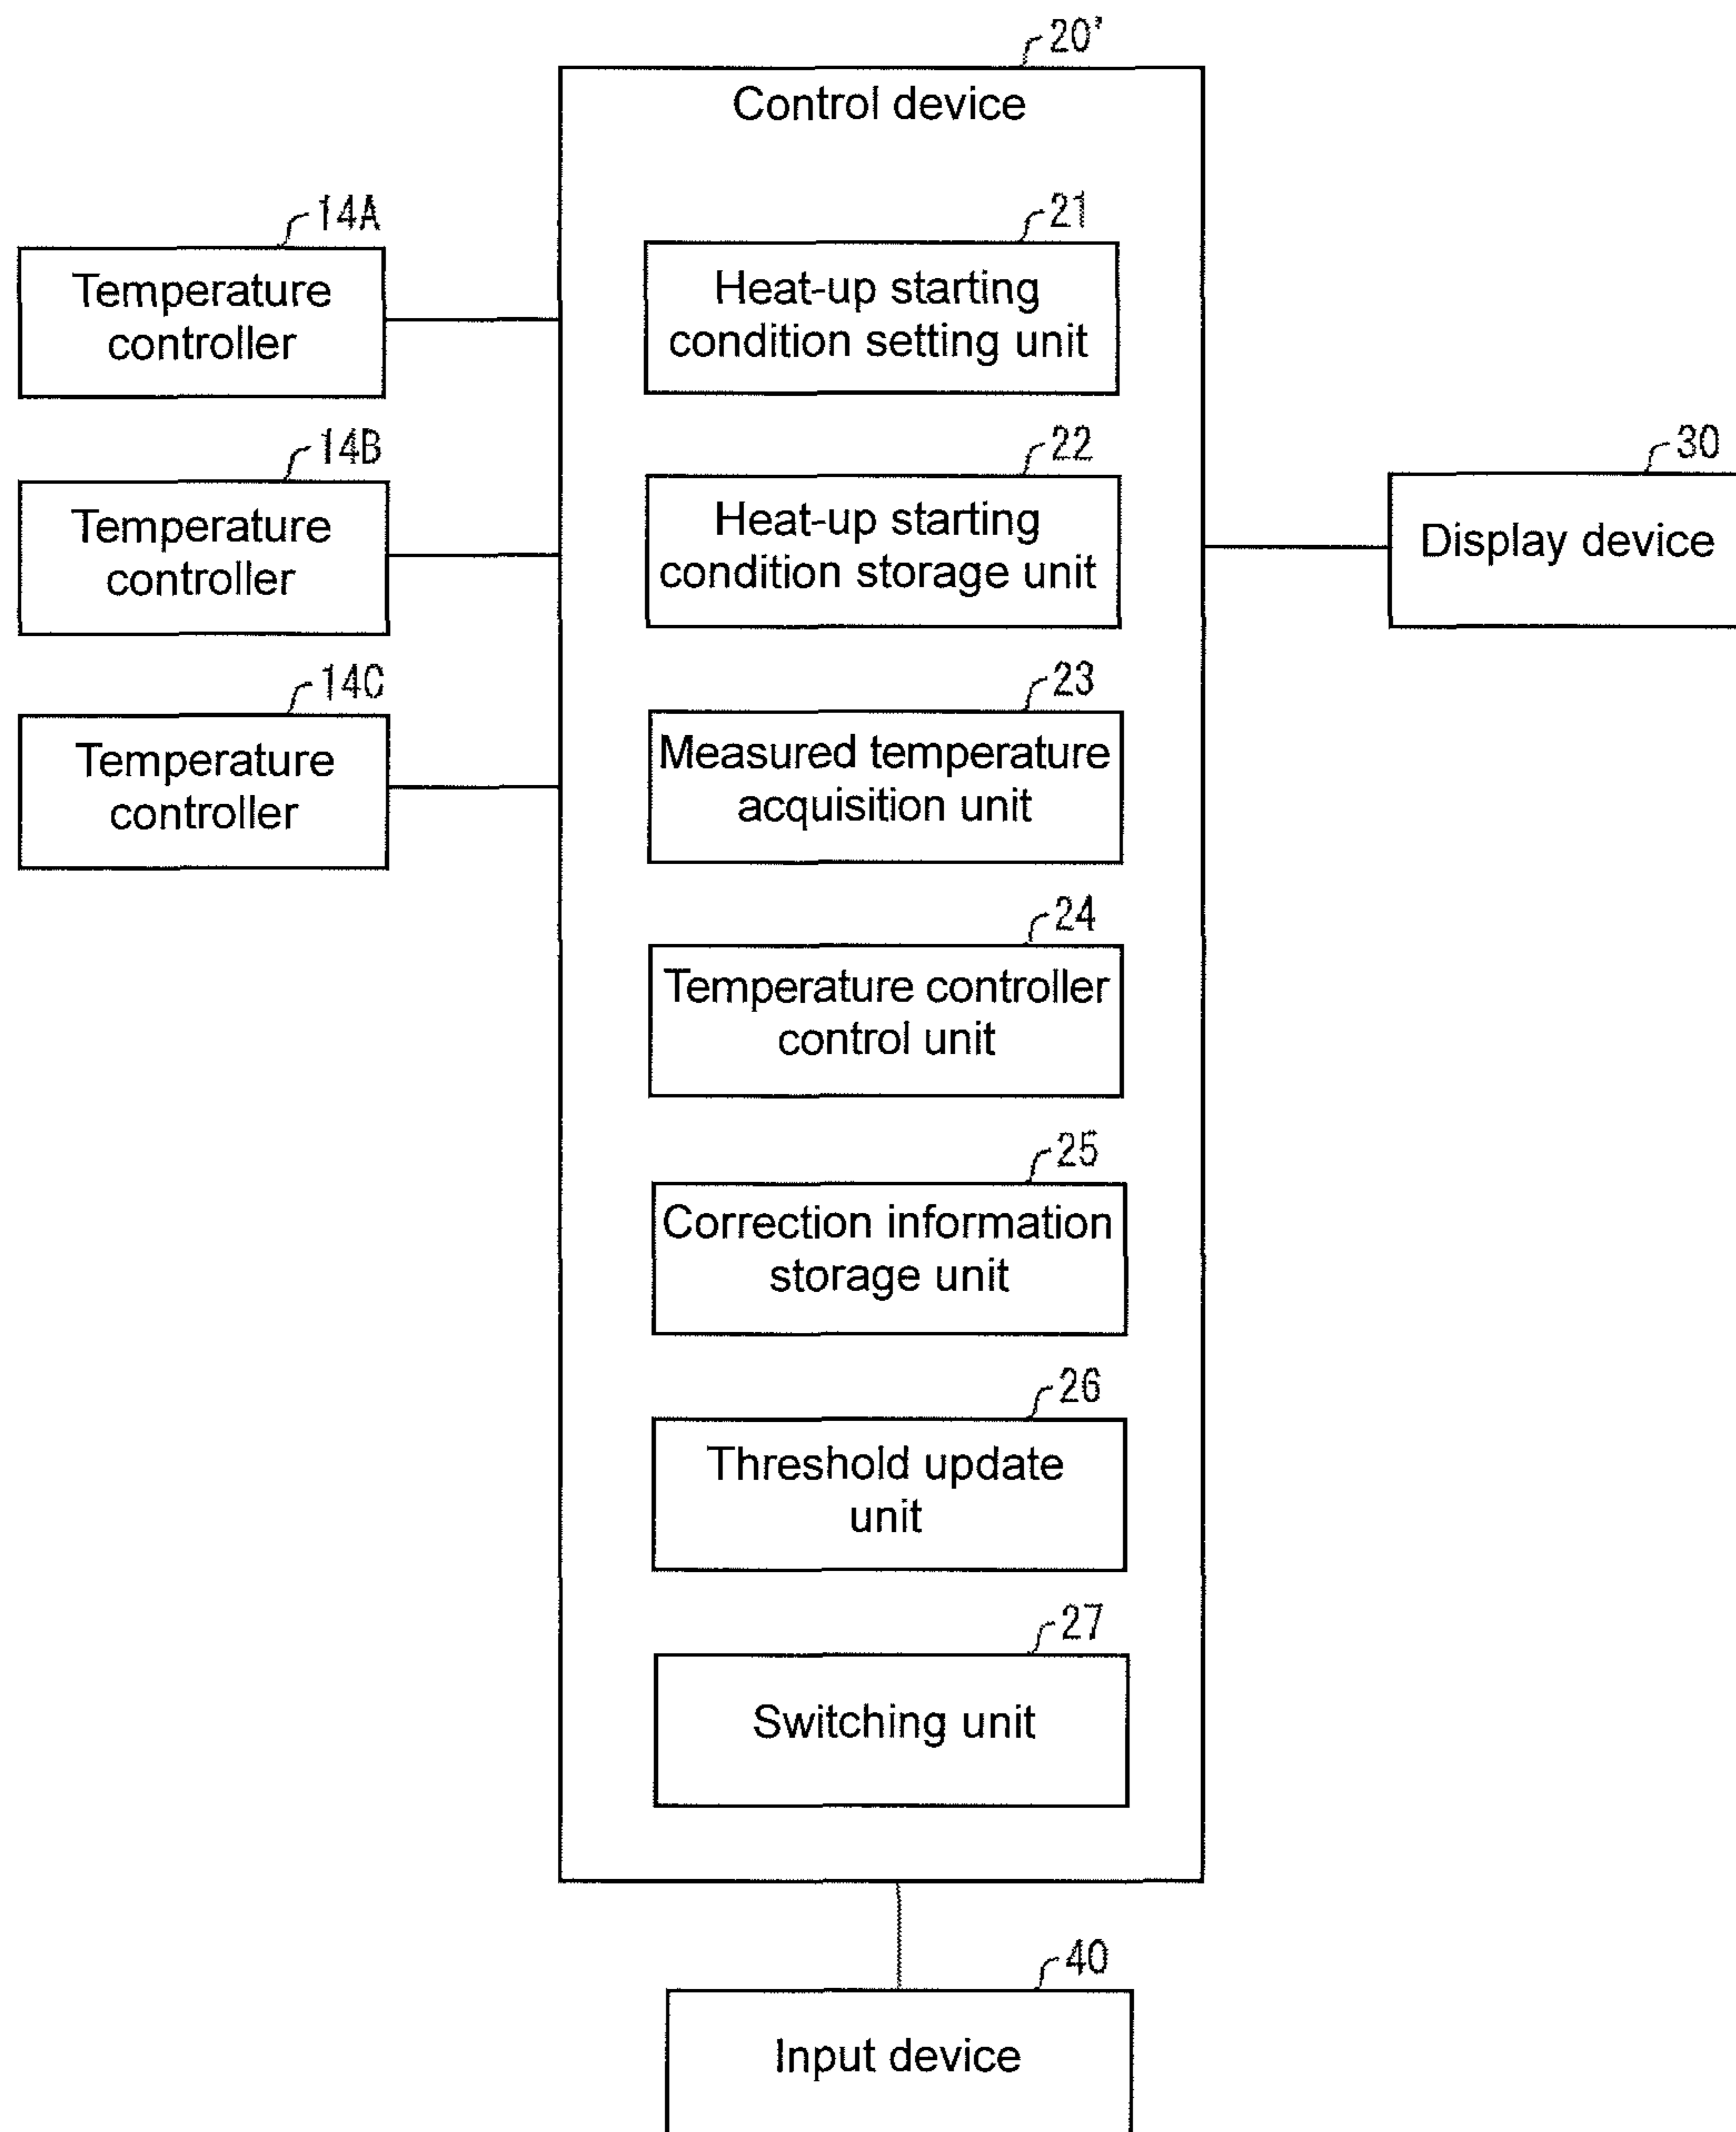 20'
Control device
14A
Temperature
controller
14B
Temperature
controller
14C
Temperature
controller
21
Heat-up starting
condition setting unit
22
Heat-up starting
condition storage unit
23
Measured temperature
acquisition unit
24
Temperature controller
control unit
25
Correction information
storage unit
26
Threshold update
unit
27
Switching unit
30
Display device
40
Input device